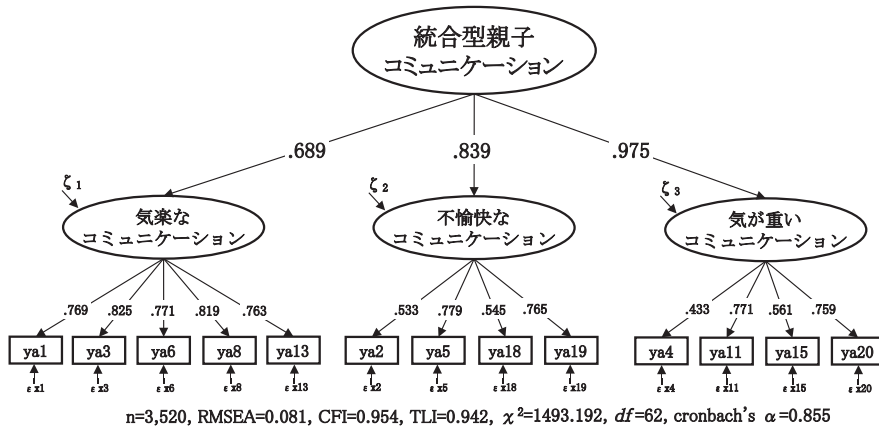 統合型親子
コミュニケーション
.689
.839
.975
ζ1
ζ2
ζ3
気楽な
コミュニケーション
不愉快な
コミュニケーション
気が重い
コミュニケーション
.769 .825 .771 .819 .763
.533 .779 .545 .765
.433 .771 .561 .759
ya1 ya3 ya6 ya8 ya13
ya2 ya5 ya18 ya19
ya4 ya11 ya15 ya20
εx1 εx3 εx6 εx8 εx13
εx2 εx5 εx18 εx19
εx4 εx11 εx15 εx20
n=3,520, RMSEA=0.081, CFI=0.954, TLI=0.942, χ²=1493.192, df=62, cronbach's α=0.855